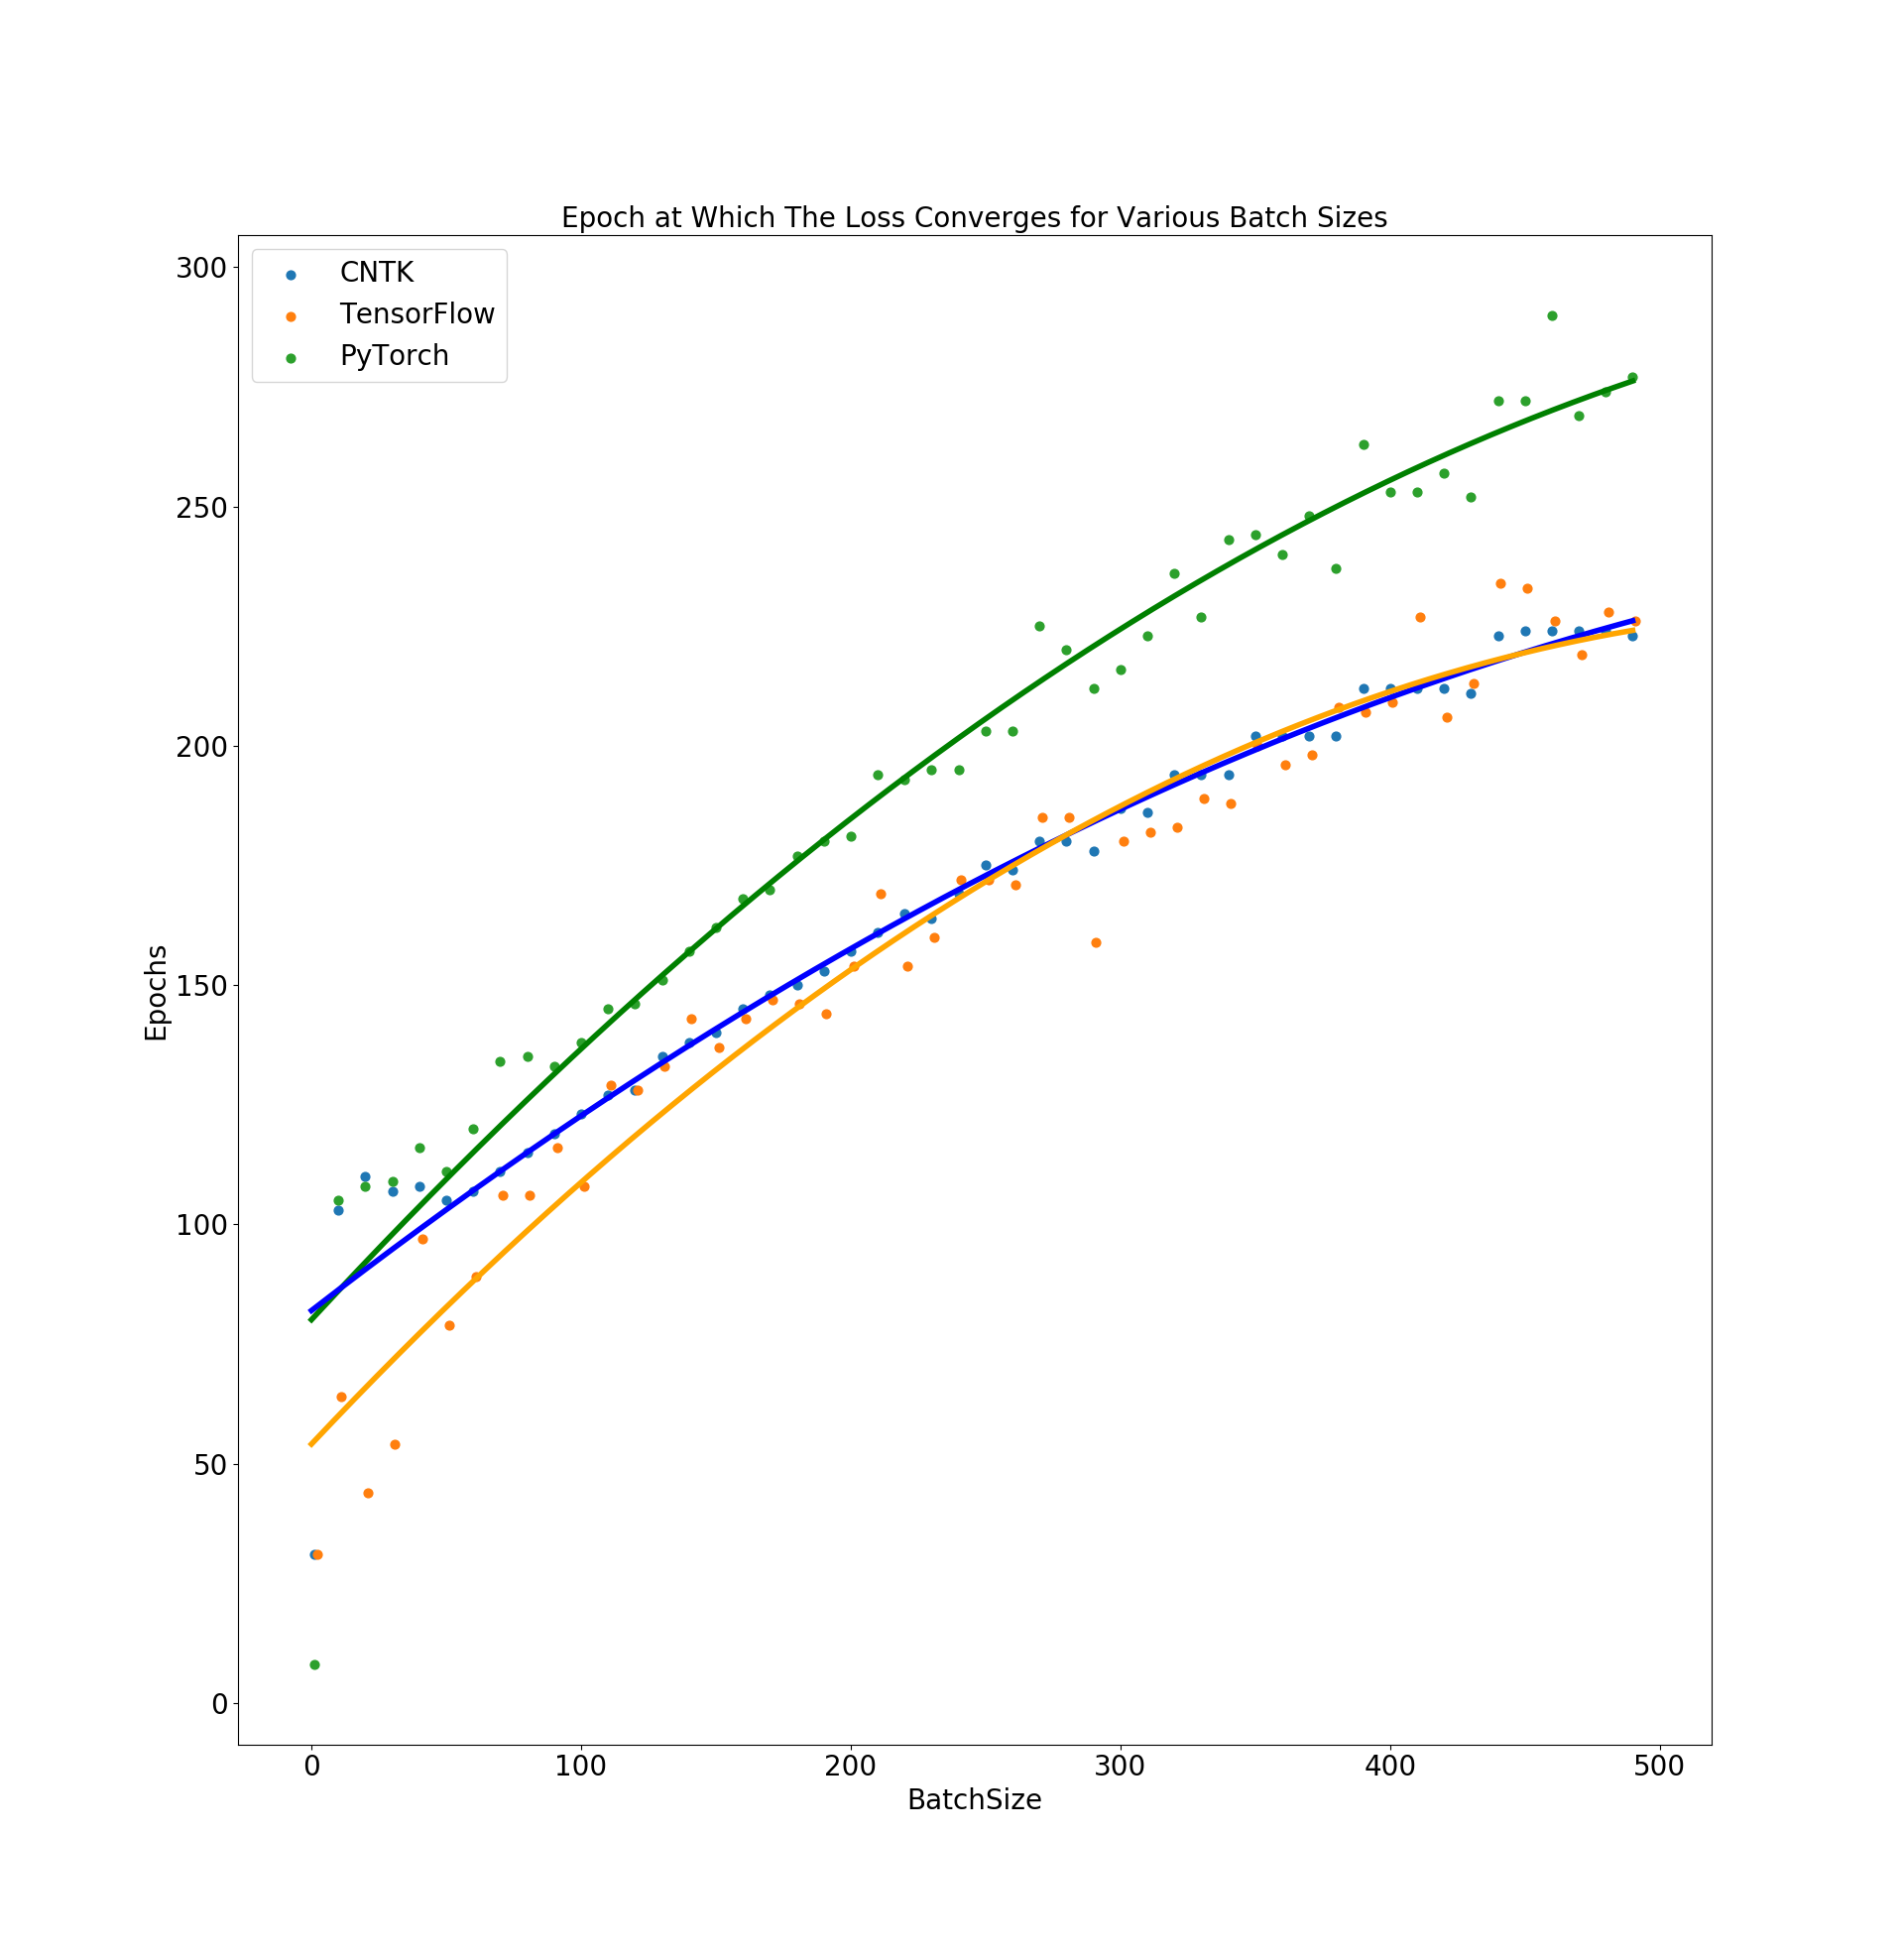 Epoch at Which The Loss Converges for Various Batch Sizes
CNTK
TensorFlow
PyTorch
300
250
200
150
100
50
0
Epochs
0 100 200 300 400 500
BatchSize